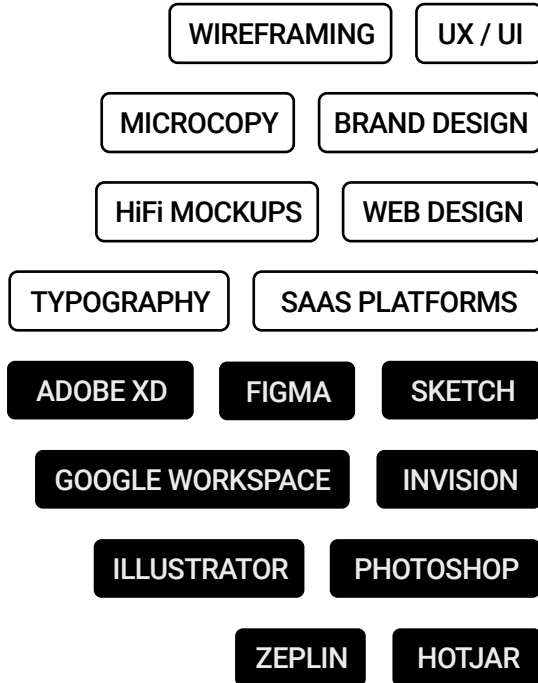 WIREFRAMING UX / UI
MICROCOPY BRAND DESIGN
HiFi MOCKUPS WEB DESIGN
TYPOGRAPHY SAAS PLATFORMS
ADOBE XD FIGMA SKETCH
GOOGLE WORKSPACE INVISION
ILLUSTRATOR PHOTOSHOP
ZEPLIN HOTJAR